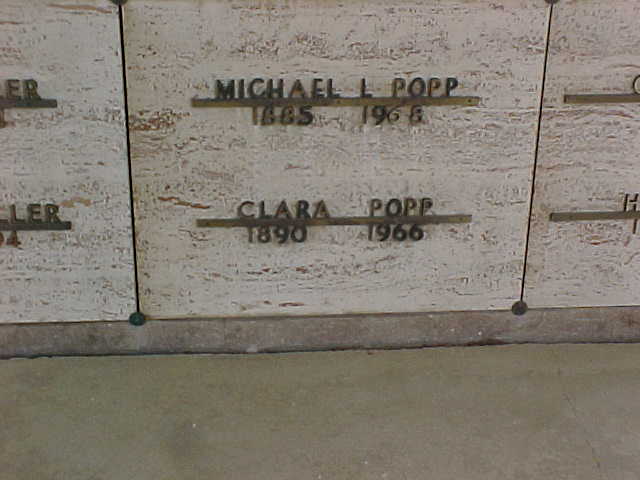 MICHAEL L POPP
1885 1968
CLARA POPP
1890 1966